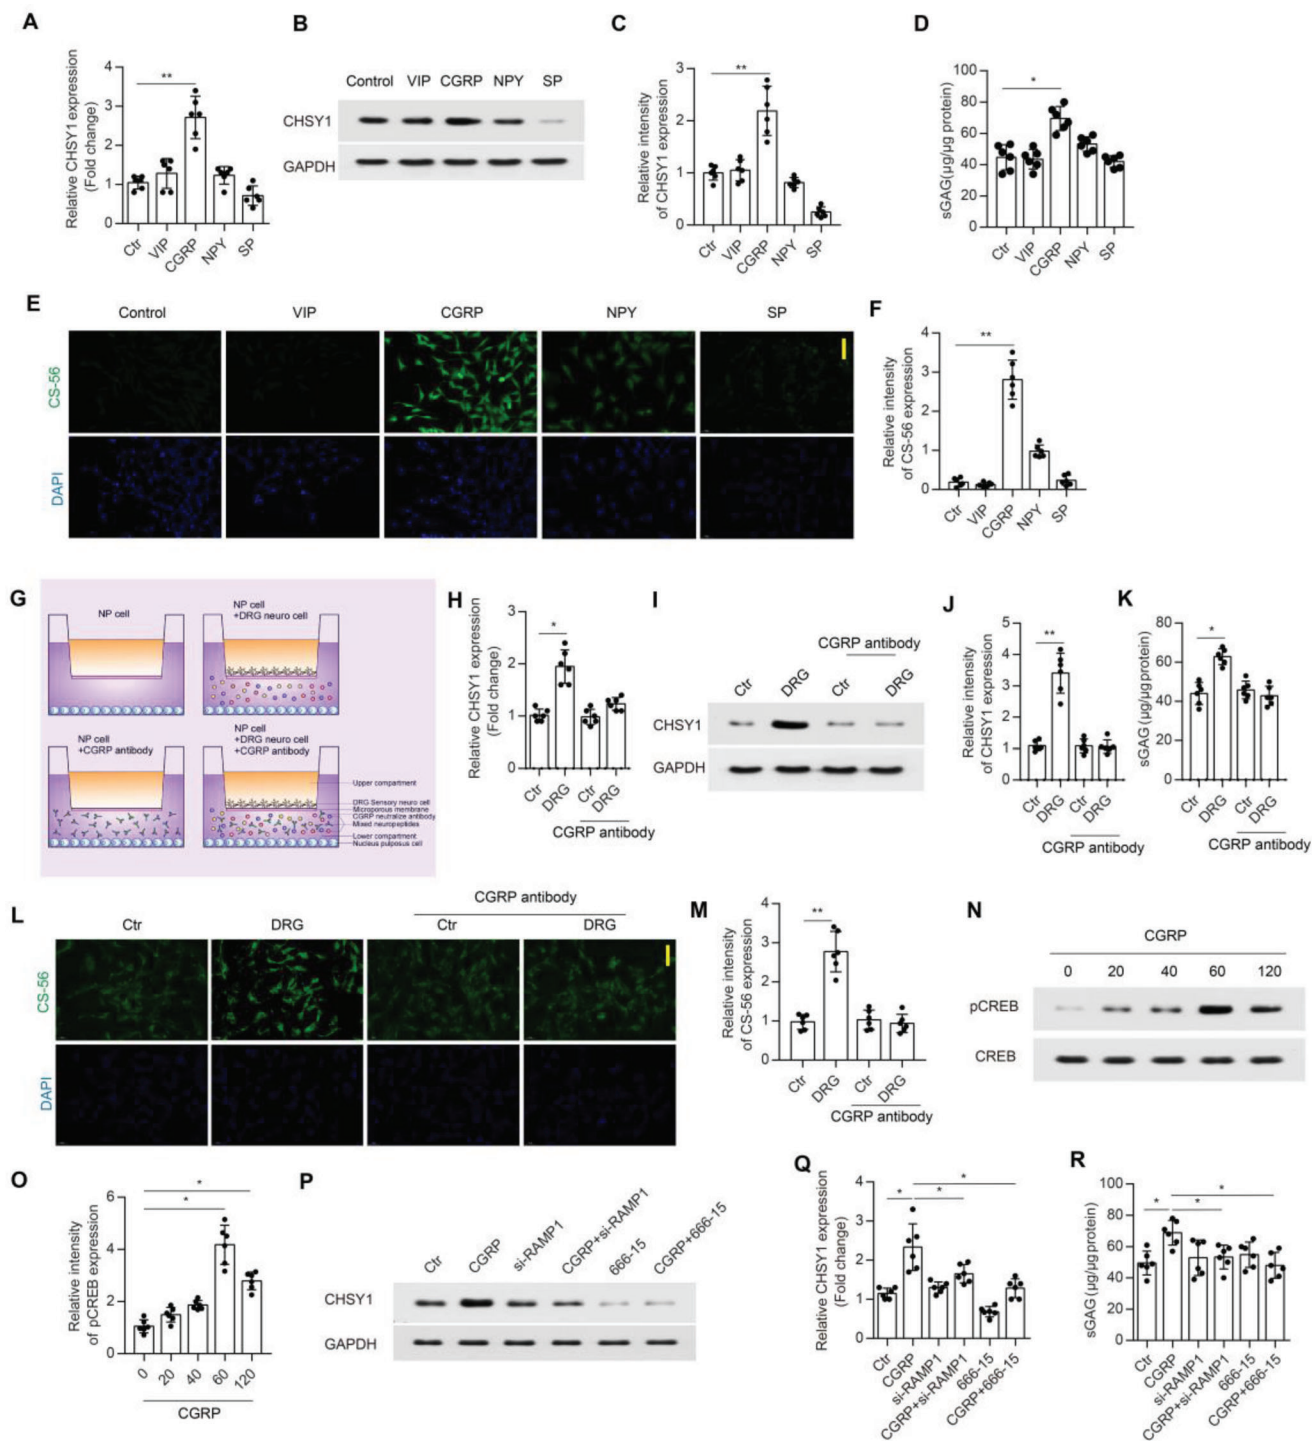 A
Relative CHSY1 expression
(Fold change)
4
3
2
1
0
**
Ctr
VIP
CGRP
NPY
SP
B
Control VIP CGRP NPY SP
CHSY1
GAPDH
C
Relative intensity
of CHSY1 expression
3
2
1
0
**
Ctr
VIP
CGRP
NPY
SP
D
sGAG(μg/μg protein)
100
80
60
40
20
0
*
Ctr
VIP
CGRP
NPY
SP
E
Control VIP CGRP NPY SP
CS-56
DAPI
F
Relative intensity
of CS-56 expression
4
3
2
1
0
**
Ctr
VIP
CGRP
NPY
SP
G
NP cell
NP cell
+DRG neuro cell
NP cell
+CGRP antibody
NP cell
+DRG neuro cell
+CGRP antibody
Upper compartment
DRG Sensory neuro cell
Microporous membrane
CGRP neutralize antibody
Mixed neuropeptides
Lower compartment
Nucleus pulposus cell
H
Relative CHSY1 expression
(Fold change)
3
2
1
0
*
Ctr
DRG
Ctr
DRG
CGRP antibody
I
CGRP antibody
Ctr DRG Ctr DRG
CHSY1
GAPDH
J
Relative intensity
of CHSY1 expression
5
4
3
2
1
0
**
Ctr
DRG
Ctr
DRG
CGRP antibody
K
sGAG (μg/μgprotein)
80
60
40
20
0
*
Ctr
DRG
Ctr
DRG
CGRP antibody
L
CGRP antibody
Ctr DRG Ctr DRG
CS-56
DAPI
M
Relative intensity
of CS-56 expression
4
3
2
1
0
**
Ctr
DRG
Ctr
DRG
CGRP antibody
N
CGRP
0 20 40 60 120
pCREB
CREB
O
Relative intensity
of pCREB expression
6
4
2
0
*
*
0
20
40
60
120
CGRP
P
Ctr
CGRP
si-RAMP1
CGRP+si-RAMP1
666-15
CGRP+666-15
CHSY1
GAPDH
Q
Relative CHSY1 expression
(Fold change)
4
3
2
1
0
*
* *
Ctr
CGRP
si-RAMP1
CGRP+si-RAMP1
666-15
CGRP+666-15
R
sGAG (μg/μgprotein)
100
80
60
40
20
0
*
* *
Ctr
CGRP
si-RAMP1
CGRP+si-RAMP1
666-15
CGRP+666-15